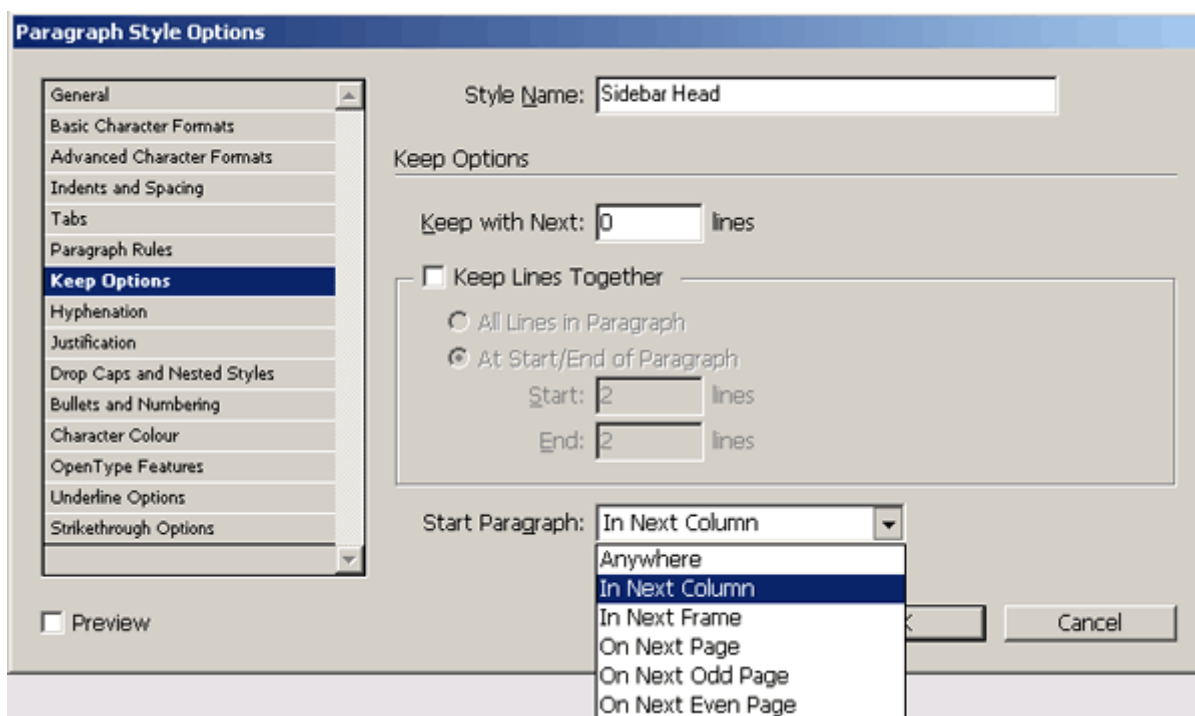 Paragraph Style Options
General
Basic Character Formats
Advanced Character Formats
Indents and Spacing
Tabs
Paragraph Rules
Keep Options
Hyphenation
Justification
Drop Caps and Nested Styles
Bullets and Numbering
Character Colour
OpenType Features
Underline Options
Strikethrough Options
Preview
Style Name: Sidebar Head
Keep Options
Keep with Next: 0 lines
Keep Lines Together
All Lines in Paragraph
At Start/End of Paragraph
Start: 2 lines
End: 2 lines
Start Paragraph: In Next Column
Anywhere
In Next Column
In Next Frame
On Next Page
On Next Odd Page
On Next Even Page
Cancel